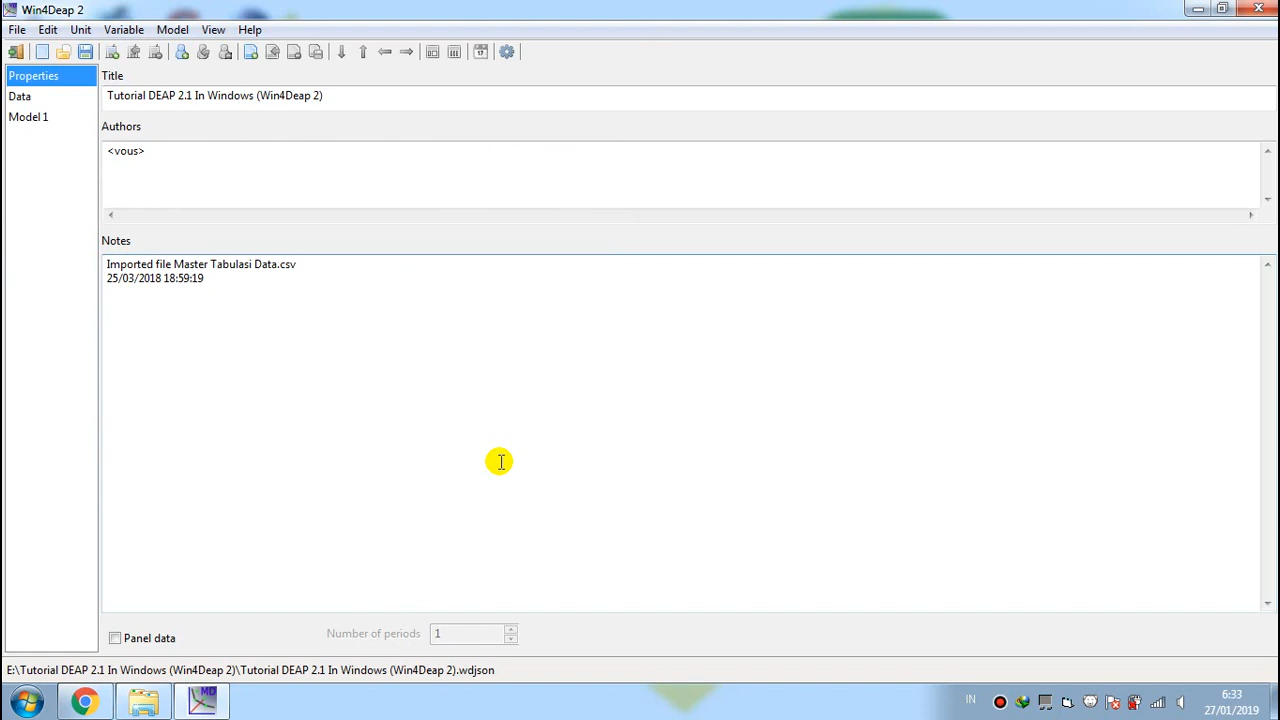 Win4Deap 2
File Edit Unit Variable Model View Help
17
Properties
Data
Model 1
Title
Tutorial DEAP 2.1 In Windows (Win4Deap 2)
Authors
<vous>
Notes
Imported file Master Tabulasi Data.csv
25/03/2018 18:59:19
Panel data
Number of periods
1
E:\Tutorial DEAP 2.1 In Windows (Win4Deap 2)\Tutorial DEAP 2.1 In Windows (Win4Deap 2).wdjson
MD
IN
6:33
27/01/2019